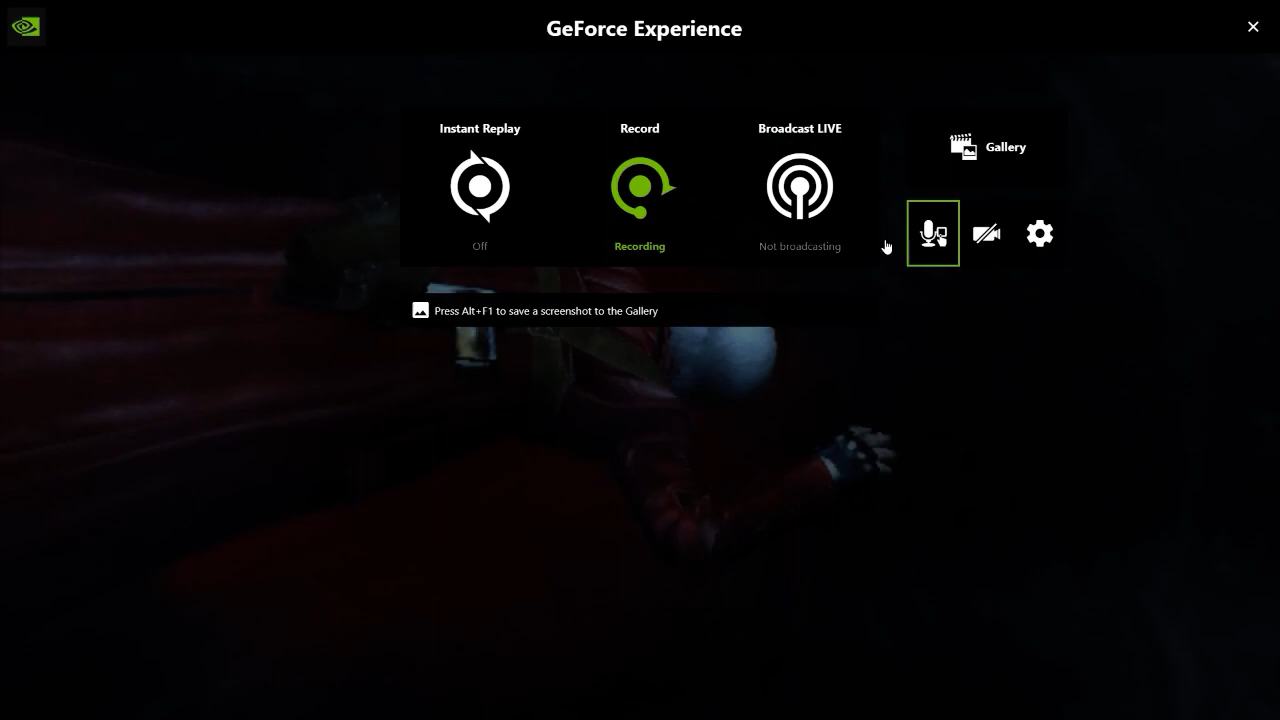 GeForce Experience
Instant Replay
Record
Broadcast LIVE
Gallery
Off
Recording
Not broadcasting
Press Alt+F1 to save a screenshot to the Gallery